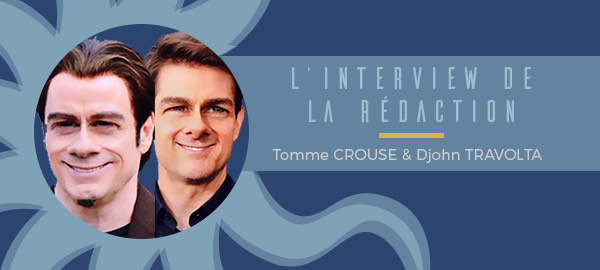 L'INTERVIEW DE
LA RÉDACTION
Tomme CROUSE & Djohn TRAVOLTA